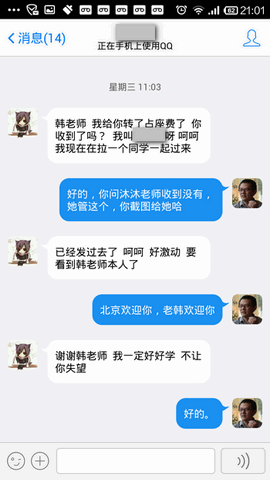 21:01
62
消息(14)
正在手机上使用QQ
星期三 11:03
韩老师 我给你转了占座费了 你
收到了吗？ 我叫 呀 呵呵
我现在在拉一个同学一起过来
好的，你问沐沐老师收到没有，
她管这个，你截图给她哈
已经发过去了 呵呵 好激动 要
看到韩老师本人了
北京欢迎你，老韩欢迎你
谢谢韩老师 我一定好好学 不让
你失望
好的。